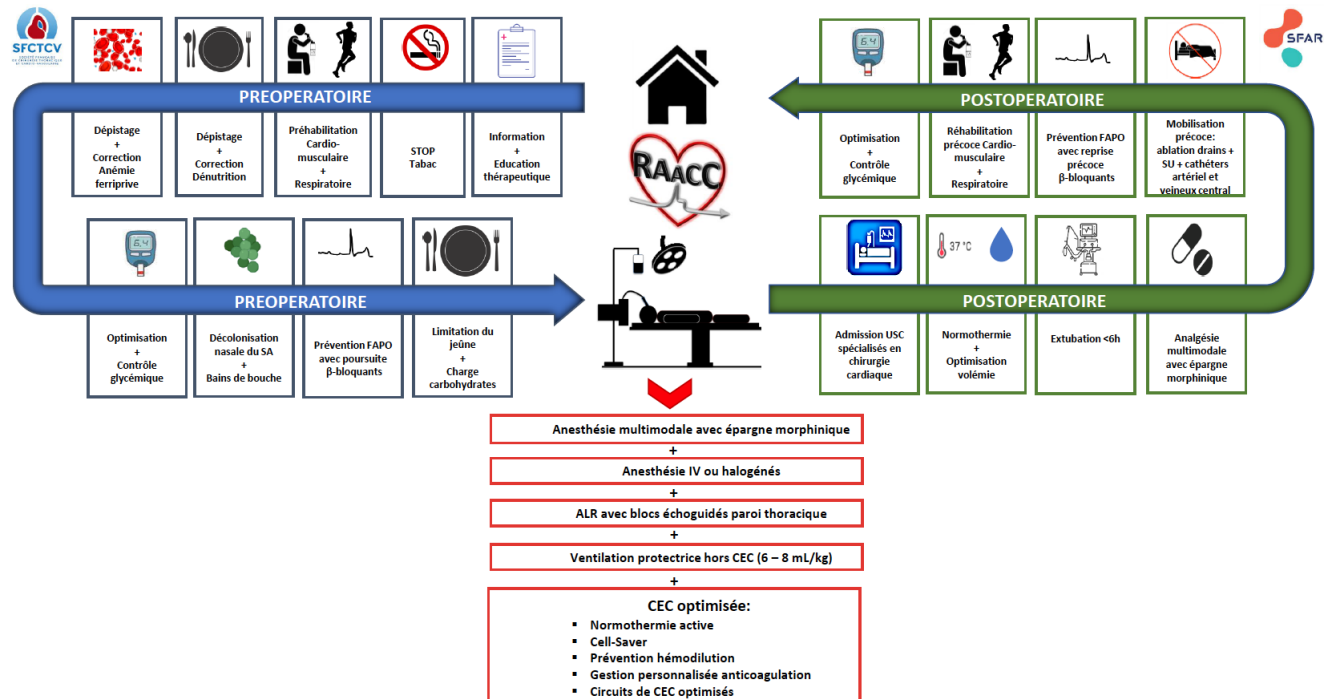 SFCTCV
PREOPERATOIRE
Dépistage
+
Correction
Anémie
ferriprive
Dépistage
+
Correction
Dénutrition
Préhabilitation
Cardio-
musculaire
+
Respiratoire
STOP
Tabac
Information
+
Education
thérapeutique
6.4
PREOPERATOIRE
Optimisation
+
Contrôle
glycémique
Décolonisation
nasale du SA
+
Bains de bouche
Prévention FAPO
avec poursuite
β-bloquants
Limitation du
jeûne
+
Charge
carbohydrates
RAACC
SFAR
6.4
POSTOPERATOIRE
Optimisation
+
Contrôle
glycémique
Réhabilitation
précoce Cardio-
musculaire
+
Respiratoire
Prévention FAPO
avec reprise
précoce
β-bloquants
Mobilisation
précoce:
ablation drains +
SU + cathéters
artériel et
veineux central
37 °C
POSTOPERATOIRE
Admission USC
spécialisés en
chirurgie
cardiaque
Normothermie
+
Optimisation
volémie
Extubation <6h
Analgésie
multimodale
avec épargne
morphinique
Anesthésie multimodale avec épargne morphinique
+
Anesthésie IV ou halogénés
+
ALR avec blocs échoguidés paroi thoracique
+
Ventilation protectrice hors CEC (6 – 8 mL/kg)
+
CEC optimisée:
▪ Normothermie active
▪ Cell-Saver
▪ Prévention hémodilution
▪ Gestion personnalisée anticoagulation
▪ Circuits de CEC optimisés